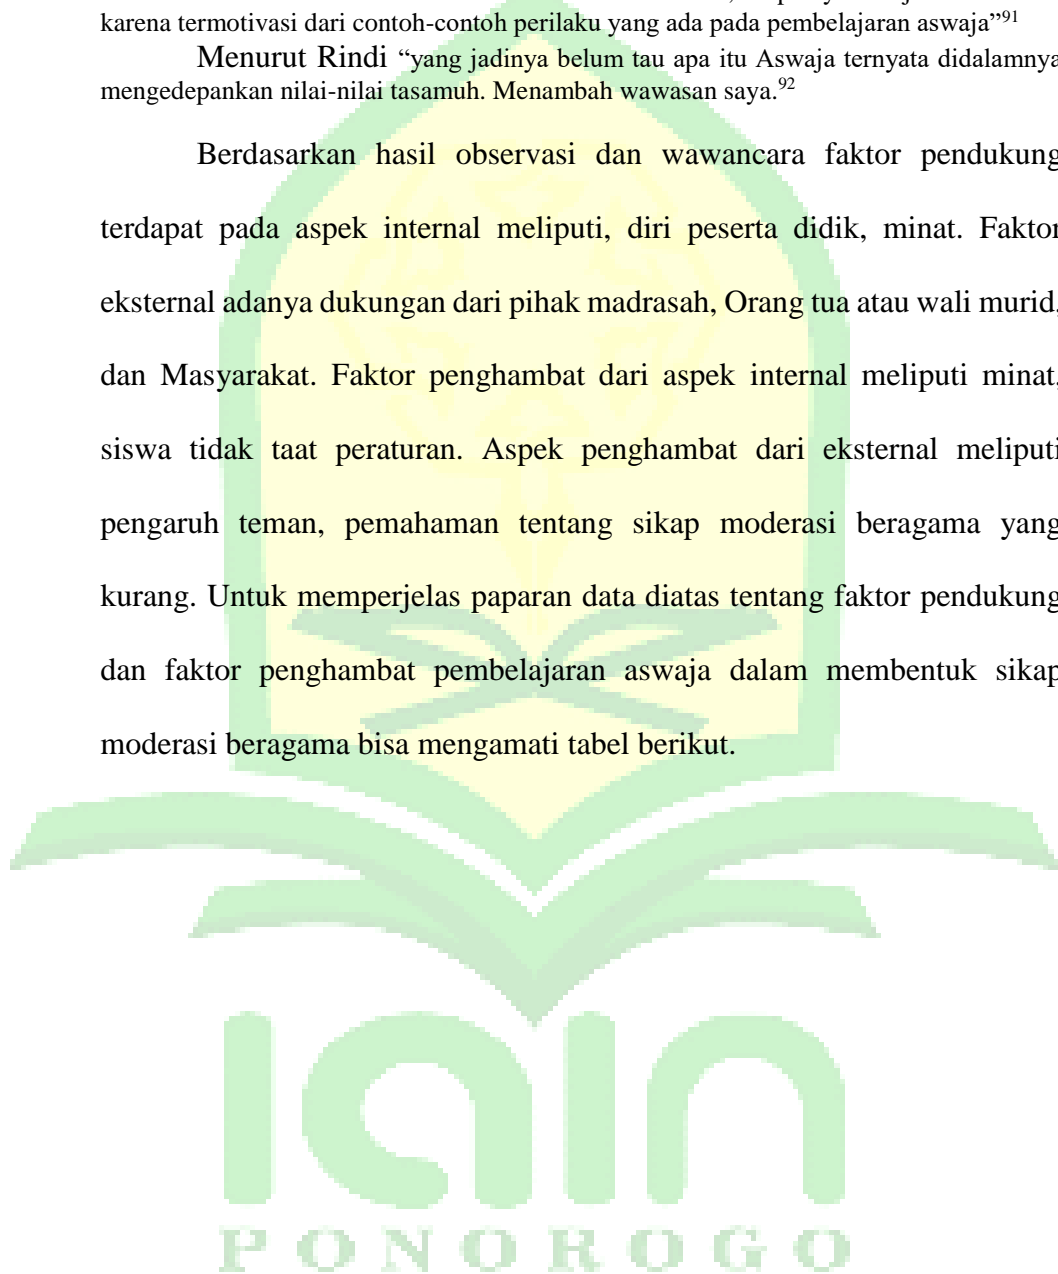 karena termotivasi dari contoh-contoh perilaku yang ada pada pembelajaran aswaja”91
Menurut Rindi “yang jadinya belum tau apa itu Aswaja ternyata didalamnya
mengedepankan nilai-nilai tasamuh. Menambah wawasan saya.92
Berdasarkan hasil observasi dan wawancara faktor pendukung
terdapat pada aspek internal meliputi, diri peserta didik, minat. Faktor
eksternal adanya dukungan dari pihak madrasah, Orang tua atau wali murid,
dan Masyarakat. Faktor penghambat dari aspek internal meliputi minat,
siswa tidak taat peraturan. Aspek penghambat dari eksternal meliputi
pengaruh teman, pemahaman tentang sikap moderasi beragama yang
kurang. Untuk memperjelas paparan data diatas tentang faktor pendukung
dan faktor penghambat pembelajaran aswaja dalam membentuk sikap
moderasi beragama bisa mengamati tabel berikut.
iain
PONOROGO